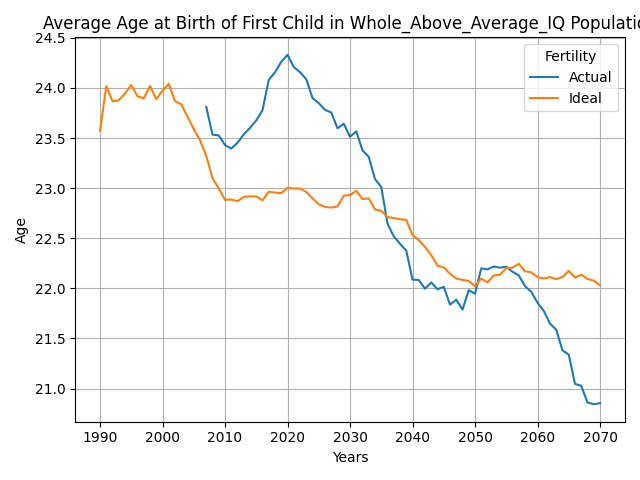 Average Age at Birth of First Child in Whole_Above_Average_IQ Populatio
24.5
24.0
23.5
23.0
22.5
22.0
21.5
21.0
Age
Fertility
Actual
Ideal
1990 2000 2010 2020 2030 2040 2050 2060 2070
Years